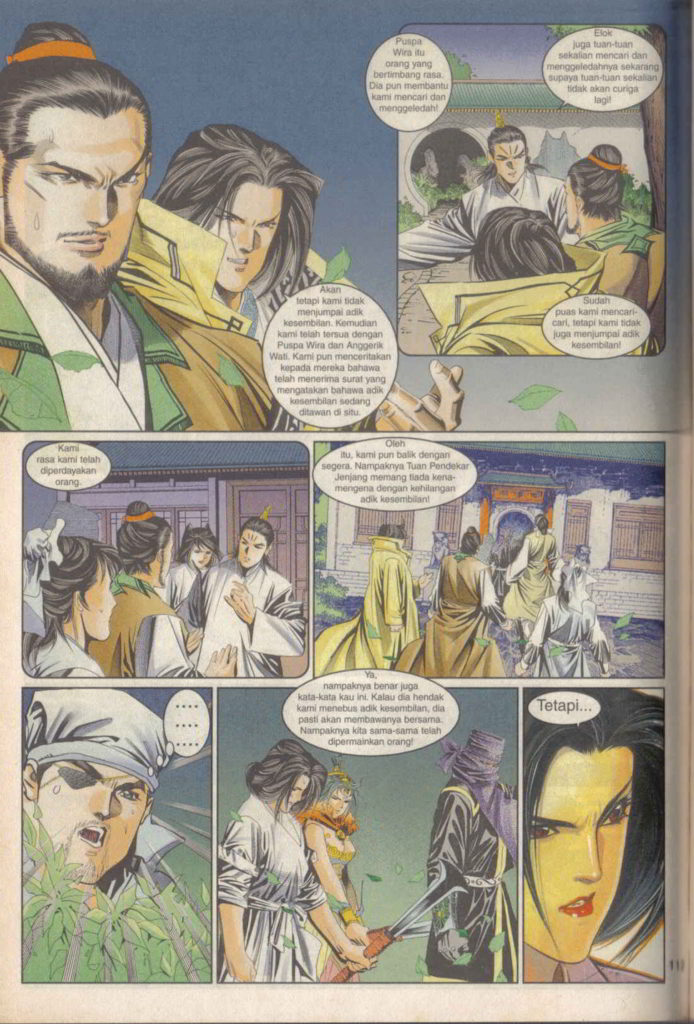 Akan
tetapi kami tidak
menjumpai adik
kesembilan. Kemudian
kami telah tersua dengan
Puspa Wira dan Anggerik
Wati. Kami pun menceritakan
kepada mereka bahawa
telah menerima surat yang
mengatakan bahawa adik
kesembilan sedang
ditawan di situ.
Puspa
Wira itu
orang yang
bertimbang rasa.
Dia pun membantu
kami mencari dan
menggeledah!
Elok
juga tuan-tuan
sekalian mencari dan
menggeledahnya sekarang
supaya tuan-tuan sekalian
tidak akan curiga
lagi!
Sudah
puas kami mencari-
cari, tetapi kami tidak
juga menjumpai adik
kesembilan!
Kami
rasa kami telah
diperdayakan
orang.
Oleh
itu, kami pun balik dengan
segera. Nampaknya Tuan Pendekar
Jenjang memang tiada kena-
mengena dengan kehilangan
adik kesembilan!
....
....
Ya,
nampaknya benar juga
kata-kata kau ini. Kalau dia hendak
kami menebus adik kesembilan, dia
pasti akan membawanya bersama.
Nampaknya kita sama-sama telah
dipermainkan orang!
Tetapi...